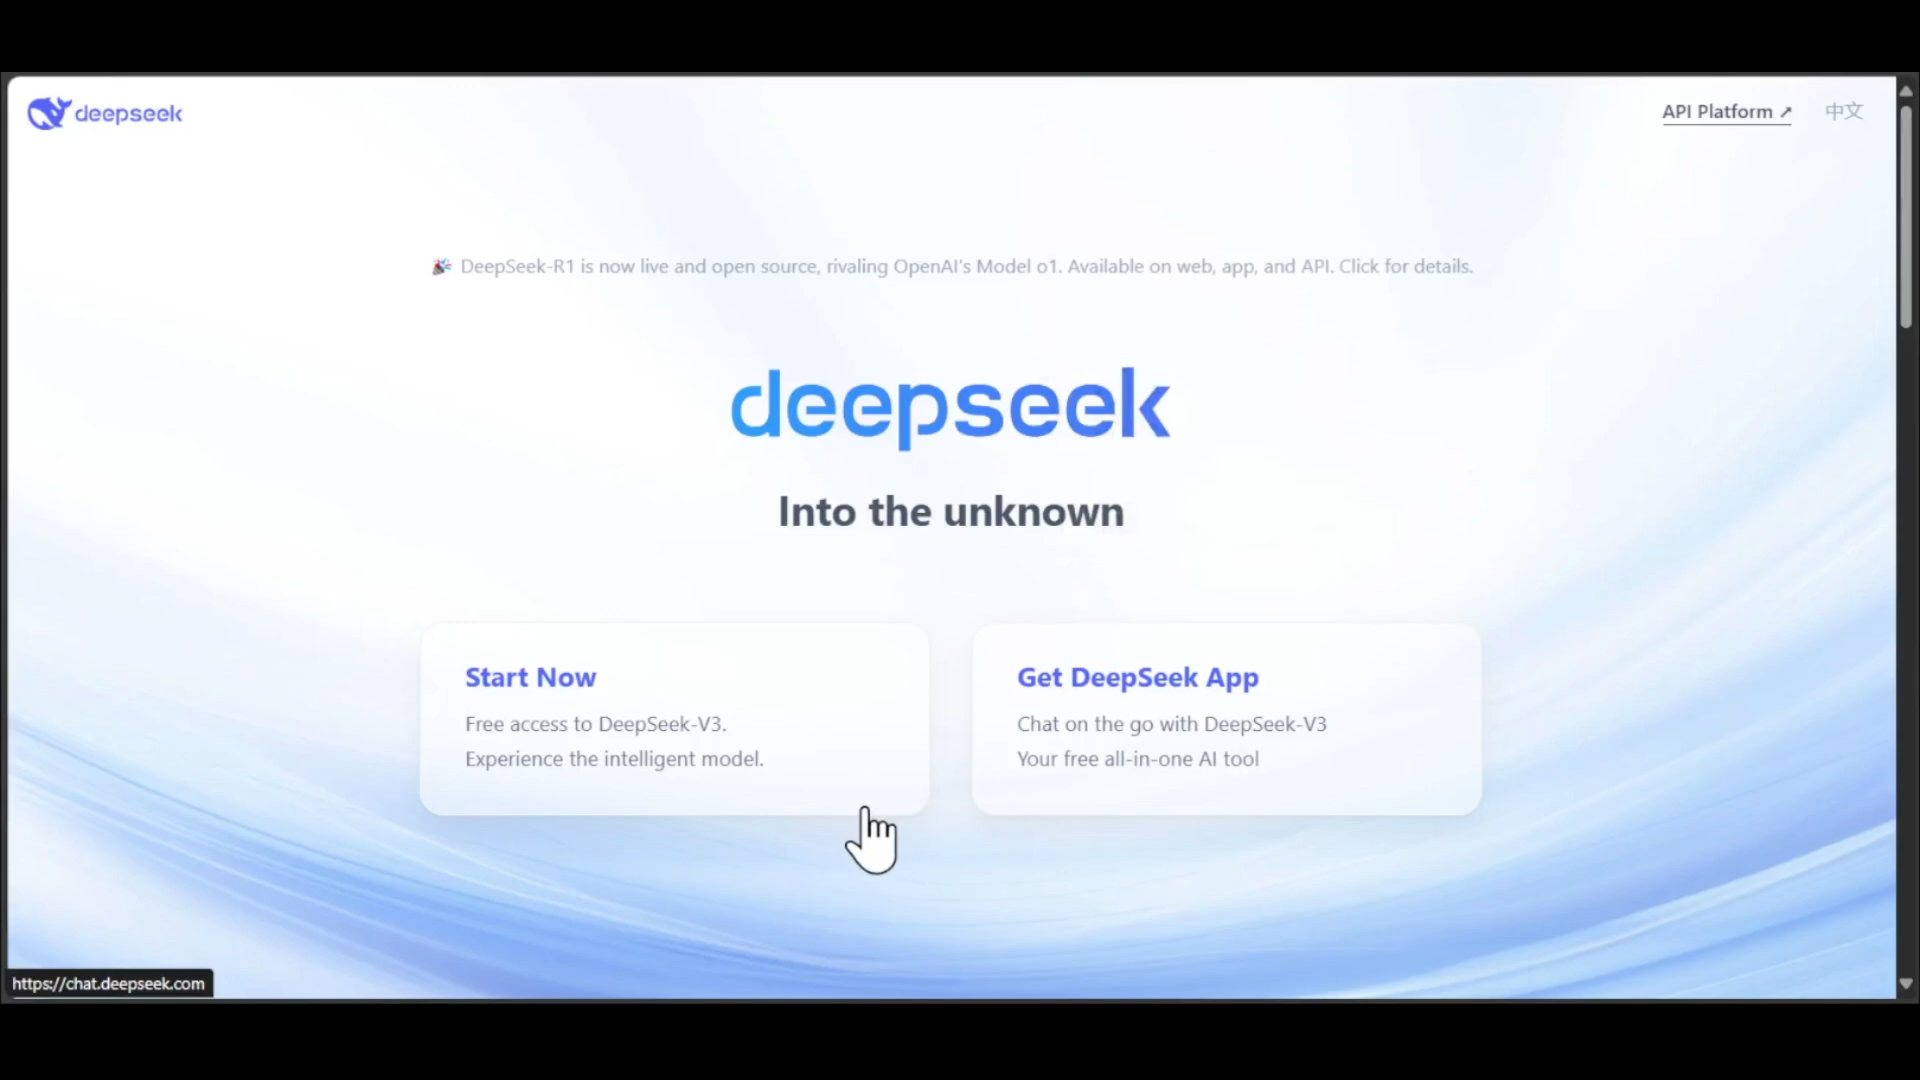 deepseek
API Platform ↗ 中文
🎉 DeepSeek-R1 is now live and open source, rivaling OpenAI's Model o1. Available on web, app, and API. Click for details.
deepseek
Into the unknown
Start Now
Free access to DeepSeek-V3.
Experience the intelligent model.
Get DeepSeek App
Chat on the go with DeepSeek-V3
Your free all-in-one AI tool
https://chat.deepseek.com